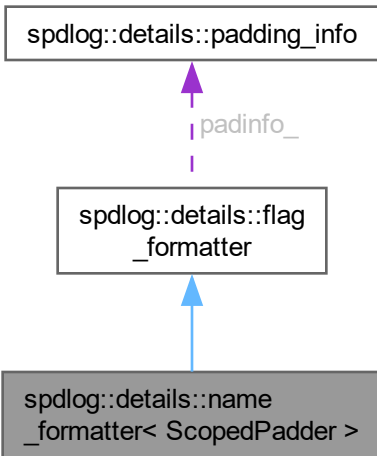 spdlog::details::padding_info
padinfo_
spdlog::details::flag
_formatter
spdlog::details::name
_formatter< ScopedPadder >